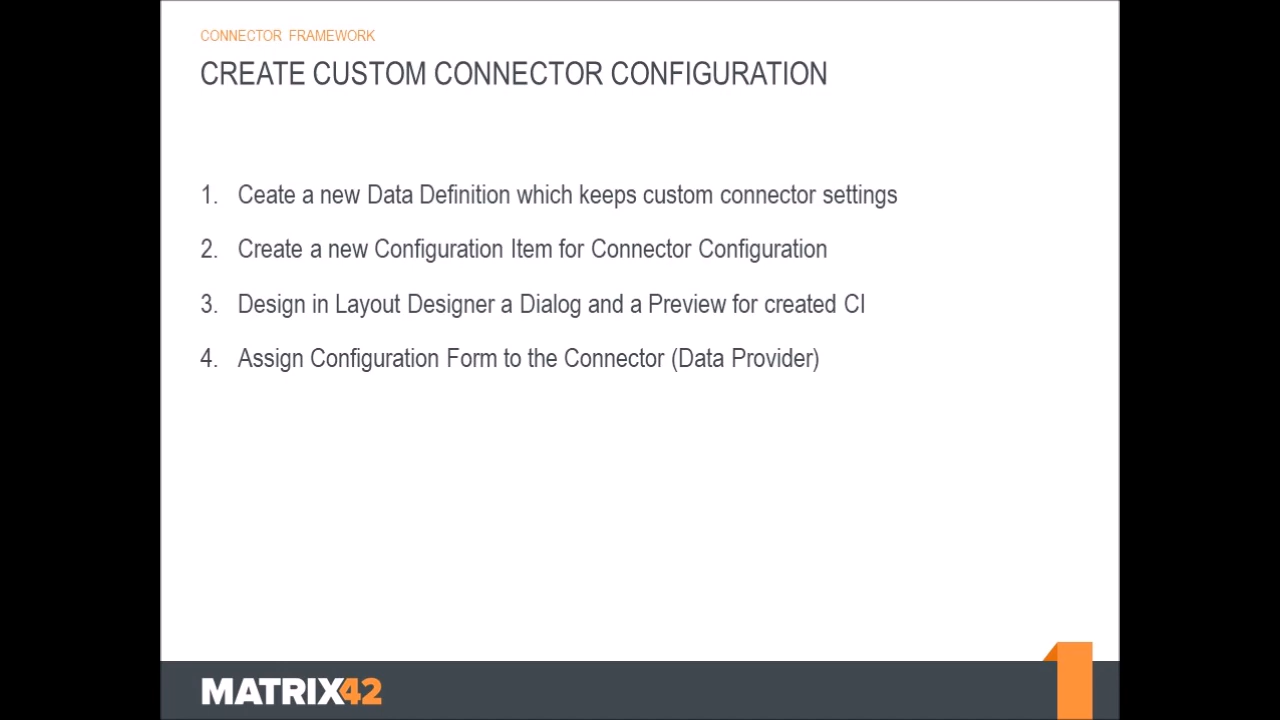 CONNECTOR FRAMEWORK
CREATE CUSTOM CONNECTOR CONFIGURATION
1. Ceate a new Data Definition which keeps custom connector settings
2. Create a new Configuration Item for Connector Configuration
3. Design in Layout Designer a Dialog and a Preview for created CI
4. Assign Configuration Form to the Connector (Data Provider)
MATRIX42
1